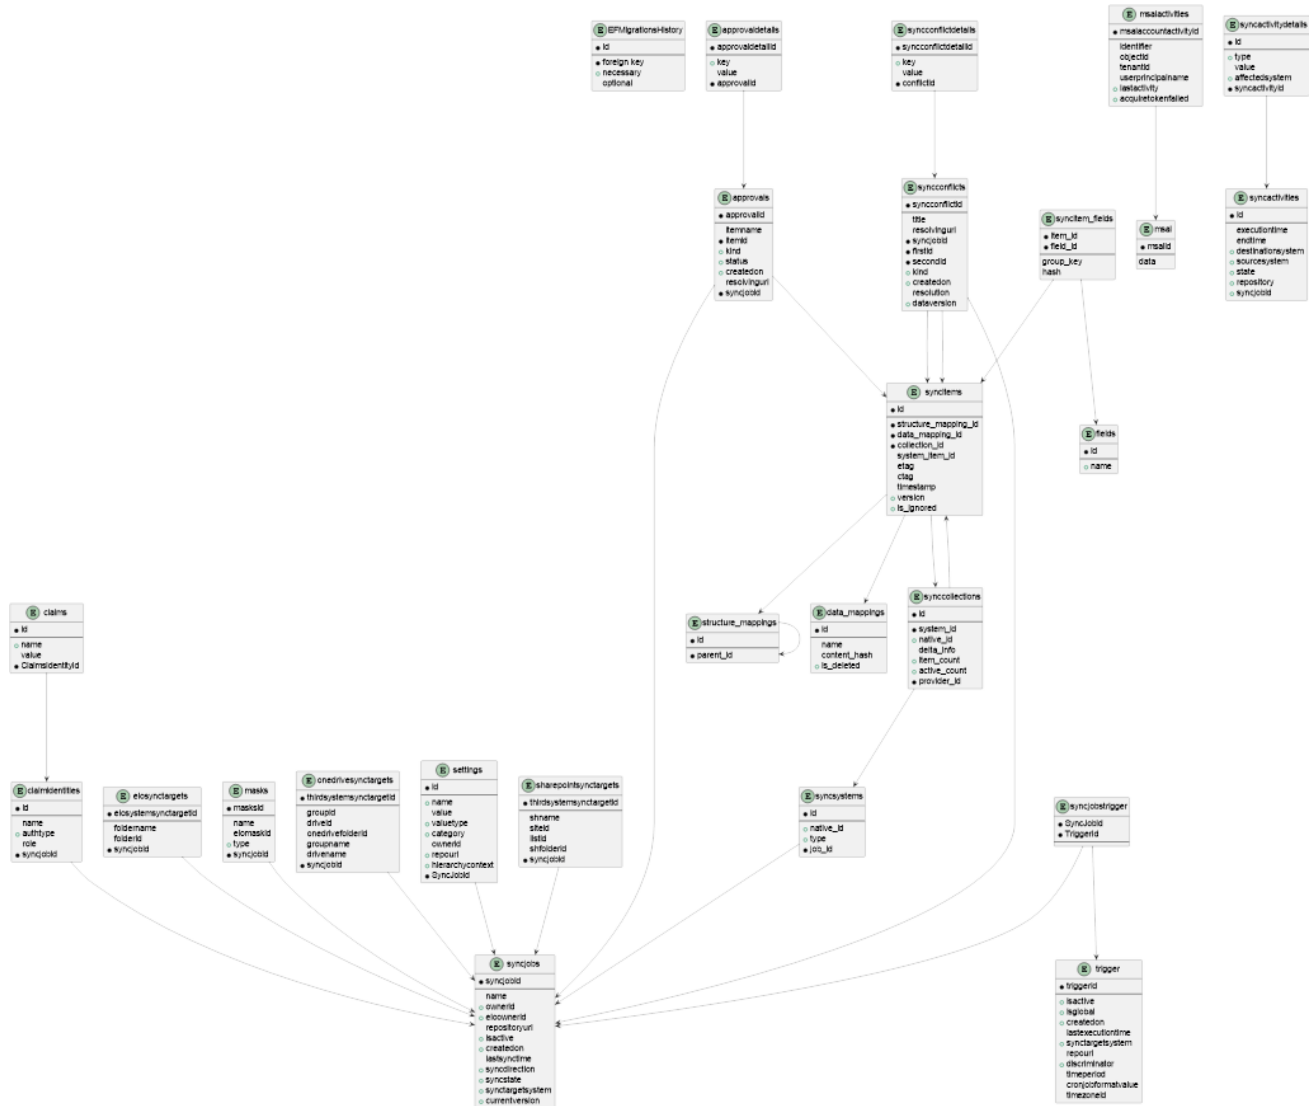 EFMigrationsHistory
id
foreign key
necessary
optional
approvaldetails
approvaldetailid
key
value
approvalid
syncconflictdetails
syncconflictdetailid
key
value
conflictid
msalactivities
msalaccountactivityid
identifier
objectid
tenantid
userprincipalname
lastactivity
acquiretokenfailed
syncactivitydetails
id
type
value
affectedsystem
syncactivityid
approvals
approvalid
itemname
itemid
kind
status
createdon
resolvingurl
syncjobid
syncconflicts
syncconflictid
title
resolvingurl
syncjobid
firstid
secondid
kind
createdon
resolution
dataversion
syncitem_fields
item_id
field_id
group_key
hash
msal
msalid
data
syncactivities
id
executiontime
endtime
destinationsystem
sourcesystem
state
repository
syncjobid
syncitems
id
structure_mapping_id
data_mapping_id
collection_id
system_item_id
etag
ctag
timestamp
version
is_ignored
fields
id
name
claims
id
name
value
ClaimsIdentityId
structure_mappings
id
parent_id
data_mappings
id
name
content_hash
is_deleted
synccollections
id
system_id
native_id
delta_info
item_count
active_count
provider_id
claimidentities
id
name
authtype
role
syncjobid
elosynctargets
elosystemsynctargetid
foldername
folderid
syncjobid
masks
masksid
name
elomaskid
type
syncjobid
onedrivesynctargets
thirdsystemsynctargetid
groupid
driveid
onedrivefolderid
groupname
drivename
syncjobid
settings
id
name
value
valuetype
category
ownerid
repourl
hierarchycontext
SyncJobId
sharepointsynctargets
thirdsystemsynctargetid
shname
siteid
listid
shfolderid
syncjobid
syncsystems
id
native_id
type
job_id
syncjobstrigger
SyncJobId
TriggerId
syncjobs
syncjobid
name
ownerid
eloownerid
repositoryurl
isactive
createdon
lastsynctime
syncdirection
syncstate
synctargetsystem
currentversion
trigger
triggerid
isactive
isglobal
createdon
lastexecutiontime
synctargetsystem
repourl
discriminator
timeperiod
cronjobformatvalue
timezoneid